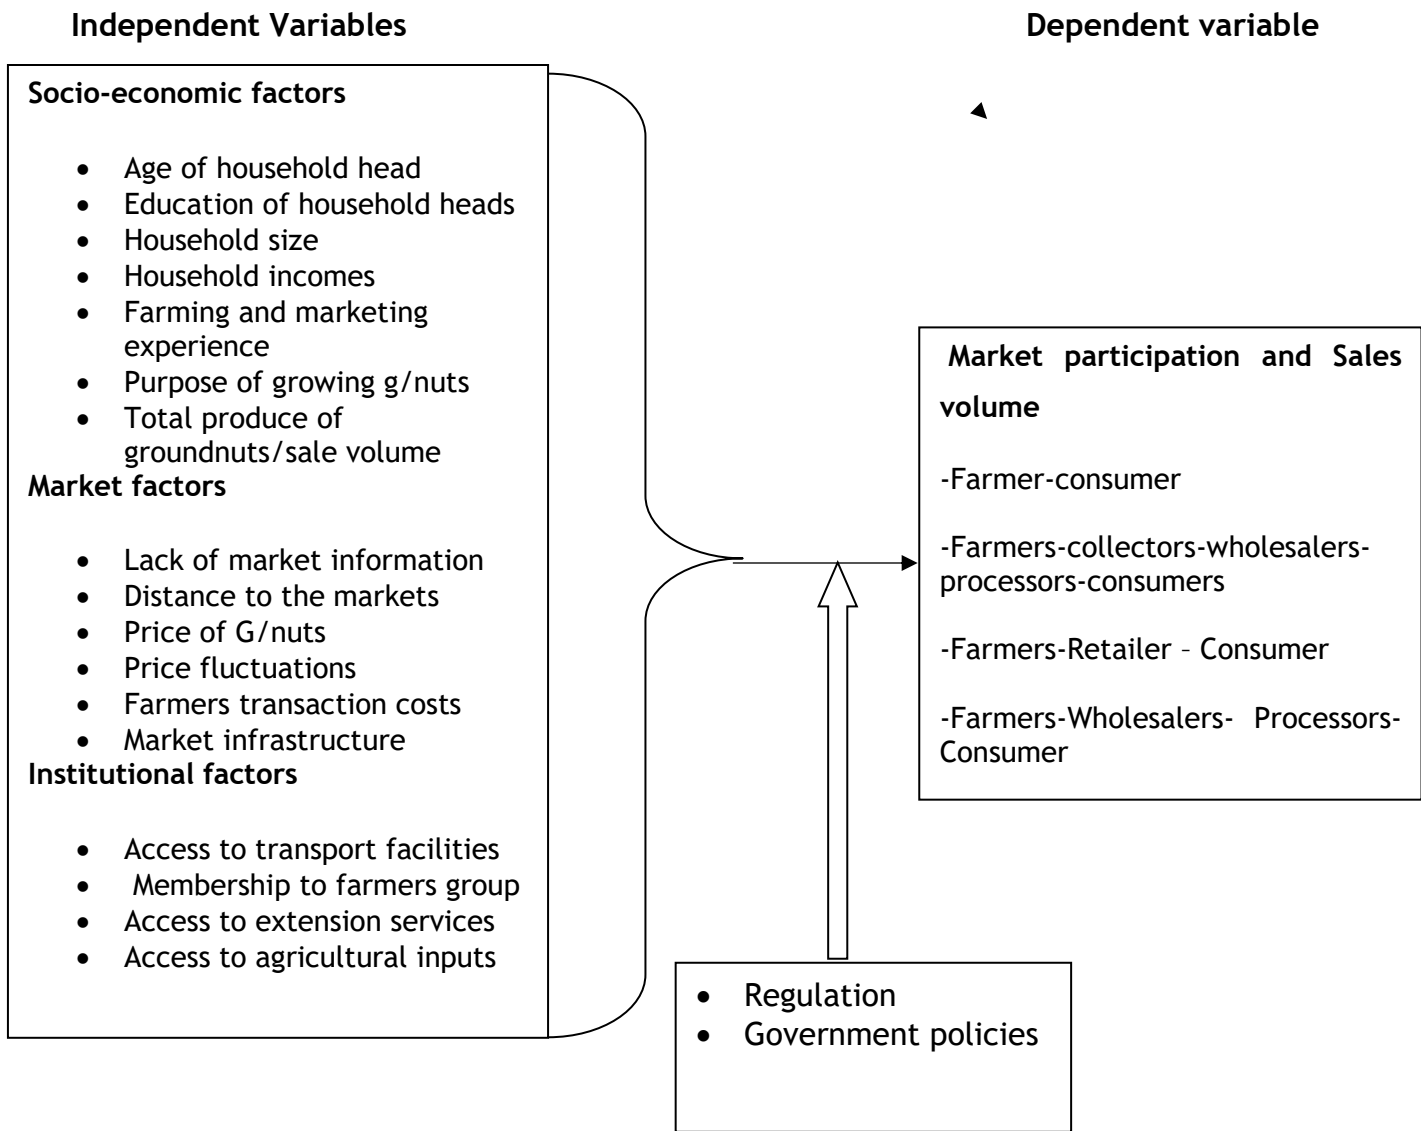 Independent Variables
Dependent variable
Socio-economic factors
• Age of household head
• Education of household heads
• Household size
• Household incomes
• Farming and marketing
experience
• Purpose of growing g/nuts
• Total produce of
groundnuts/sale volume
Market factors
• Lack of market information
• Distance to the markets
• Price of G/nuts
• Price fluctuations
• Farmers transaction costs
• Market infrastructure
Institutional factors
• Access to transport facilities
• Membership to farmers group
• Access to extension services
• Access to agricultural inputs
Market participation and Sales
volume
-Farmer-consumer
-Farmers-collectors-wholesalers-
processors-consumers
-Farmers-Retailer – Consumer
-Farmers-Wholesalers- Processors-
Consumer
• Regulation
• Government policies